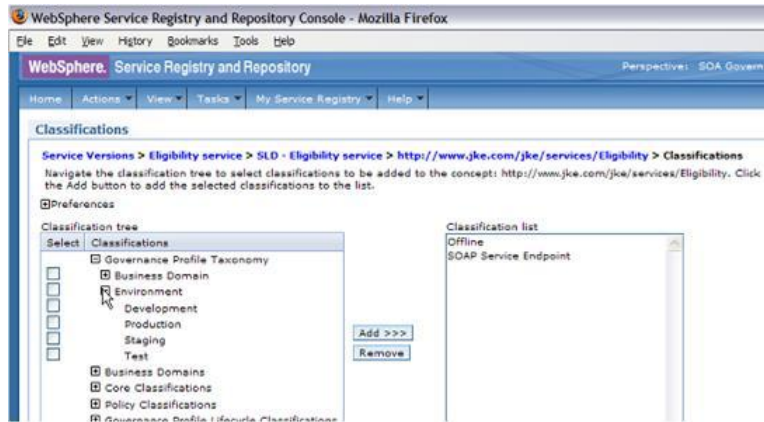 WebSphere Service Registry and Repository Console - Mozilla Firefox
File Edit View History Bookmarks Tools Help
WebSphere. Service Registry and Repository Perspective: SOA Govern
Home Actions View Tasks My Service Registry Help
Classifications
Service Versions > Eligibility service > SLD - Eligibility service > http://www.jke.com/jke/services/Eligibility > Classifications
Navigate the classification tree to select classifications to be added to the concept: http://www.jke.com/jke/services/Eligibility. Click
the Add button to add the selected classifications to the list.
Preferences
Classification tree Classification list
Select Classifications Offline
Governance Profile Taxonomy SOAP Service Endpoint
Business Domain
Environment
Development
Production
Add >>>
Staging
Remove
Test
Business Domains
Core Classifications
Policy Classifications
Governance Profile Lifecycle Classifications